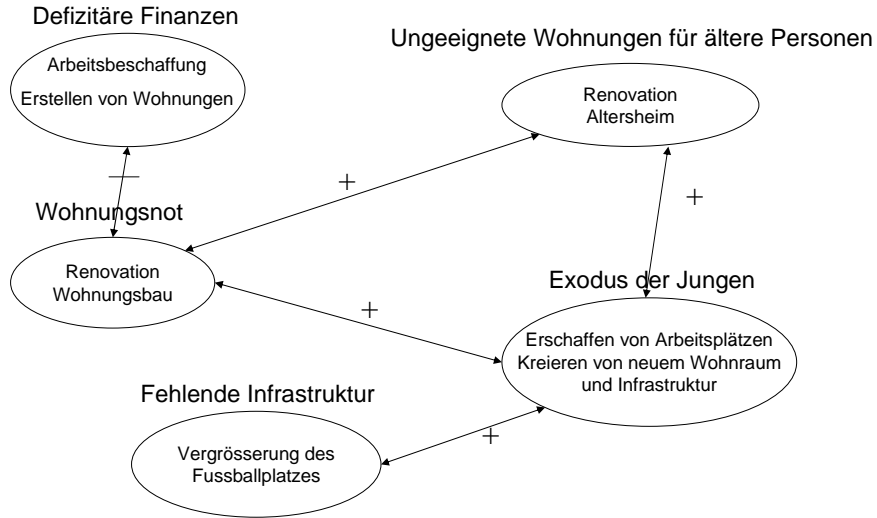 Defizitäre Finanzen
Arbeitsbeschaffung
Erstellen von Wohnungen
Ungeeignete Wohnungen für ältere Personen
Renovation
Altersheim
+
+
—
Wohnungsnot
Renovation
Wohnungsbau
+
Exodus der Jungen
Erschaffen von Arbeitsplätzen
Kreieren von neuem Wohnraum
und Infrastruktur
Fehlende Infrastruktur
Vergrösserung des
Fussballplatzes
+